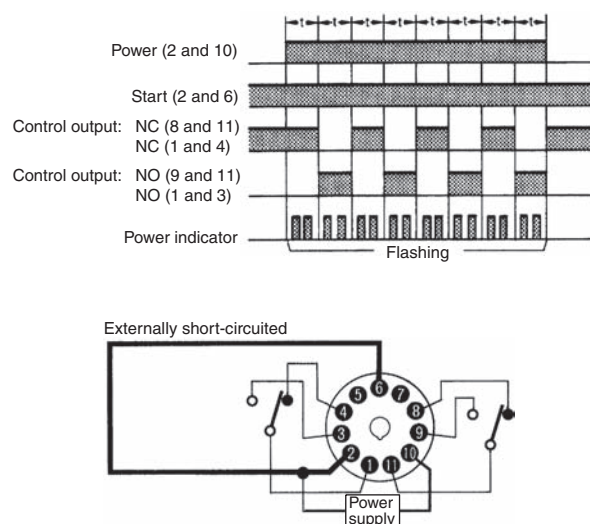 t t t t t t t t
Power (2 and 10)
Start (2 and 6)
Control output: NC (8 and 11)
NC (1 and 4)
Control output: NO (9 and 11)
NO (1 and 3)
Power indicator
Flashing
Externally short-circuited
6
5 7
4 8
3 9
2 10
1 11
Power
supply